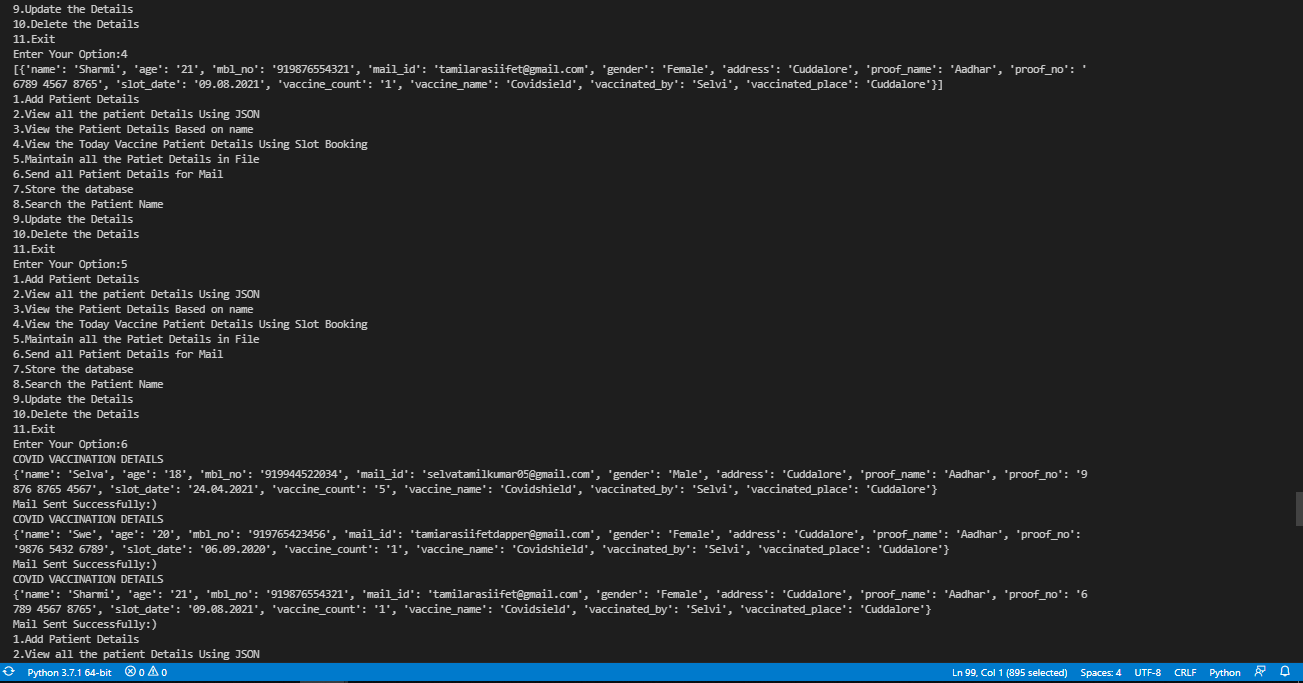 9.Update the Details
10.Delete the Details
11.Exit
Enter Your Option:4
[{'name': 'Sharmi', 'age': '21', 'mbl_no': '919876554321', 'mail_id': 'tamilarasiifet@gmail.com', 'gender': 'Female', 'address': 'Cuddalore', 'proof_name': 'Aadhar', 'proof_no': '
6789 4567 8765', 'slot_date': '09.08.2021', 'vaccine_count': '1', 'vaccine_name': 'Covidsield', 'vaccinated_by': 'Selvi', 'vaccinated_place': 'Cuddalore'}]
1.Add Patient Details
2.View all the patient Details Using JSON
3.View the Patient Details Based on name
4.View the Today Vaccine Patient Details Using Slot Booking
5.Maintain all the Patiet Details in File
6.Send all Patient Details for Mail
7.Store the database
8.Search the Patient Name
9.Update the Details
10.Delete the Details
11.Exit
Enter Your Option:5
1.Add Patient Details
2.View all the patient Details Using JSON
3.View the Patient Details Based on name
4.View the Today Vaccine Patient Details Using Slot Booking
5.Maintain all the Patiet Details in File
6.Send all Patient Details for Mail
7.Store the database
8.Search the Patient Name
9.Update the Details
10.Delete the Details
11.Exit
Enter Your Option:6
COVID VACCINATION DETAILS
{'name': 'Selva', 'age': '18', 'mbl_no': '919944522034', 'mail_id': 'selvatamilkumar05@gmail.com', 'gender': 'Male', 'address': 'Cuddalore', 'proof_name': 'Aadhar', 'proof_no': '9
876 8765 4567', 'slot_date': '24.04.2021', 'vaccine_count': '5', 'vaccine_name': 'Covidshield', 'vaccinated_by': 'Selvi', 'vaccinated_place': 'Cuddalore'}
Mail Sent Successfully:)
COVID VACCINATION DETAILS
{'name': 'Swe', 'age': '20', 'mbl_no': '919765423456', 'mail_id': 'tamiarasiifetdapper@gmail.com', 'gender': 'Female', 'address': 'Cuddalore', 'proof_name': 'Aadhar', 'proof_no':
'9876 5432 6789', 'slot_date': '06.09.2020', 'vaccine_count': '1', 'vaccine_name': 'Covidshield', 'vaccinated_by': 'Selvi', 'vaccinated_place': 'Cuddalore'}
Mail Sent Successfully:)
COVID VACCINATION DETAILS
{'name': 'Sharmi', 'age': '21', 'mbl_no': '919876554321', 'mail_id': 'tamilarasiifet@gmail.com', 'gender': 'Female', 'address': 'Cuddalore', 'proof_name': 'Aadhar', 'proof_no': '6
789 4567 8765', 'slot_date': '09.08.2021', 'vaccine_count': '1', 'vaccine_name': 'Covidsield', 'vaccinated_by': 'Selvi', 'vaccinated_place': 'Cuddalore'}
Mail Sent Successfully:)
1.Add Patient Details
2.View all the patient Details Using JSON
Python 3.7.1 64-bit 0 0 Ln 99, Col 1 (895 selected) Spaces: 4 UTF-8 CRLF Python